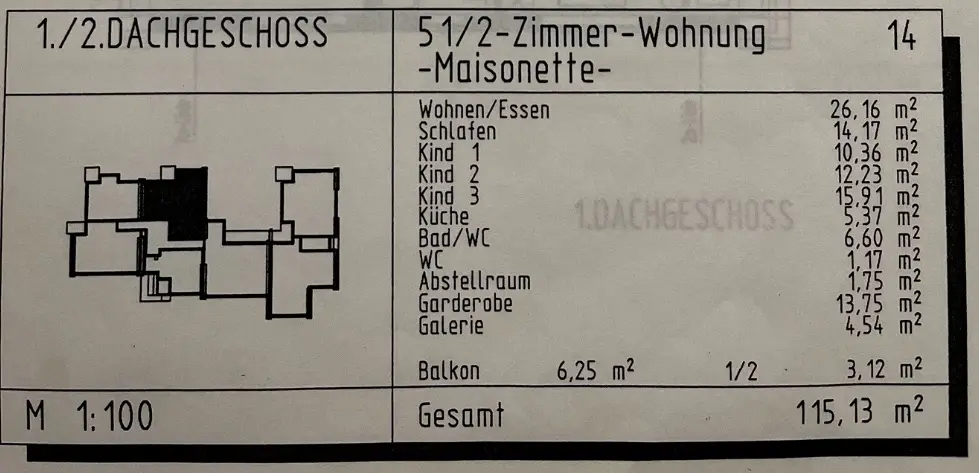 1./2.DACHGESCHOSS
5 1/2-Zimmer-Wohnung 14
-Maisonette-
Wohnen/Essen 26,16 m²
Schlafen 14,17 m²
Kind 1 10,36 m²
Kind 2 12,23 m²
Kind 3 15,91 m²
Küche 5,37 m²
Bad/WC 6,60 m²
WC 1,17 m²
Abstellraum 1,75 m²
Garderobe 13,75 m²
Galerie 4,54 m²
1.DACHGESCHOSS
Balkon 6,25 m² 1/2 3,12 m²
M 1:100
Gesamt 115,13 m²